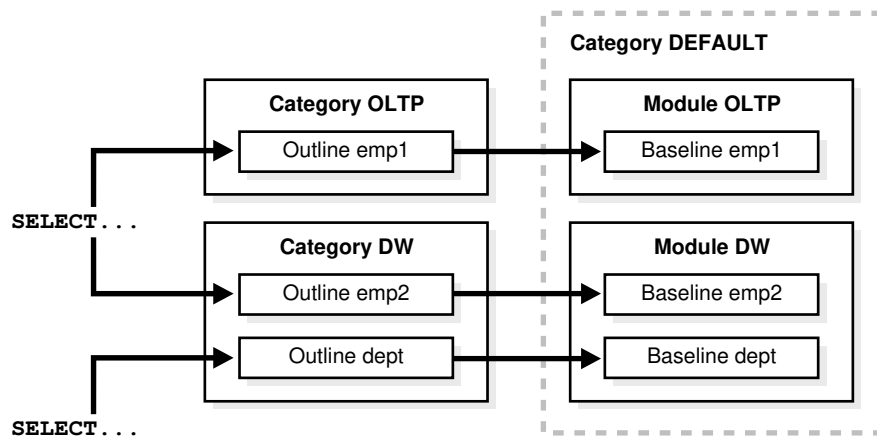 Category DEFAULT
Category OLTP
Module OLTP
Outline emp1
Baseline emp1
SELECT...
Category DW
Module DW
Outline emp2
Baseline emp2
Outline dept
Baseline dept
SELECT...